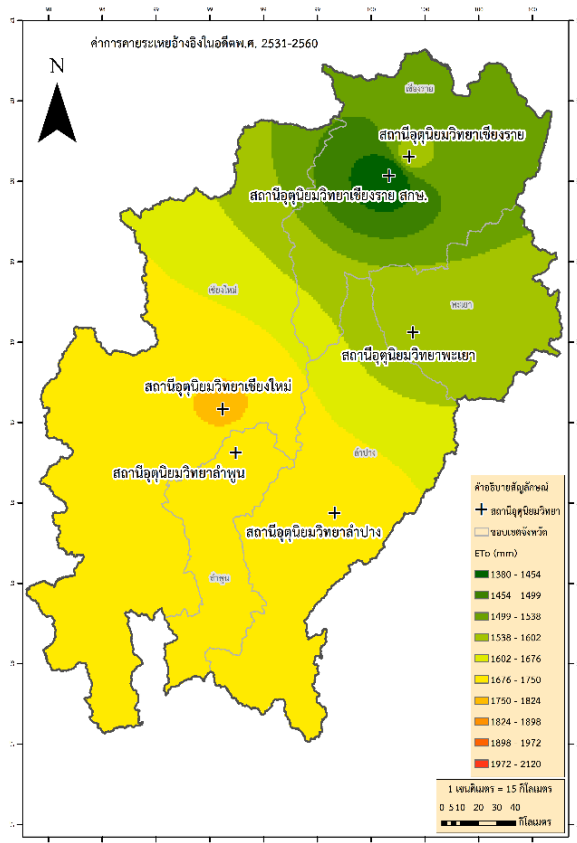 ค่าการคายระเหยอ้างอิงในอดีตพ.ศ. 2531-2560
N
เชียงราย
สถานีอุตุนิยมวิทยาเชียงราย
สถานีอุตุนิยมวิทยาเชียงราย สกษ.
เชียงใหม่
พะเยา
สถานีอุตุนิยมวิทยาพะเยา
สถานีอุตุนิยมวิทยาเชียงใหม่
ลำปาง
สถานีอุตุนิยมวิทยาลำพูน
สถานีอุตุนิยมวิทยาลำปาง
ลำพูน
คำอธิบายสัญลักษณ์
สถานีอุตุนิยมวิทยา
ขอบเขตจังหวัด
ETo (mm)
1380 - 1454
1454 - 1499
1499 - 1538
1538 - 1602
1602 - 1676
1676 - 1750
1750 - 1824
1824 - 1898
1898 - 1972
1972 - 2120
1 เซนติเมตร = 15 กิโลเมตร
0 5 10 20 30 40
กิโลเมตร